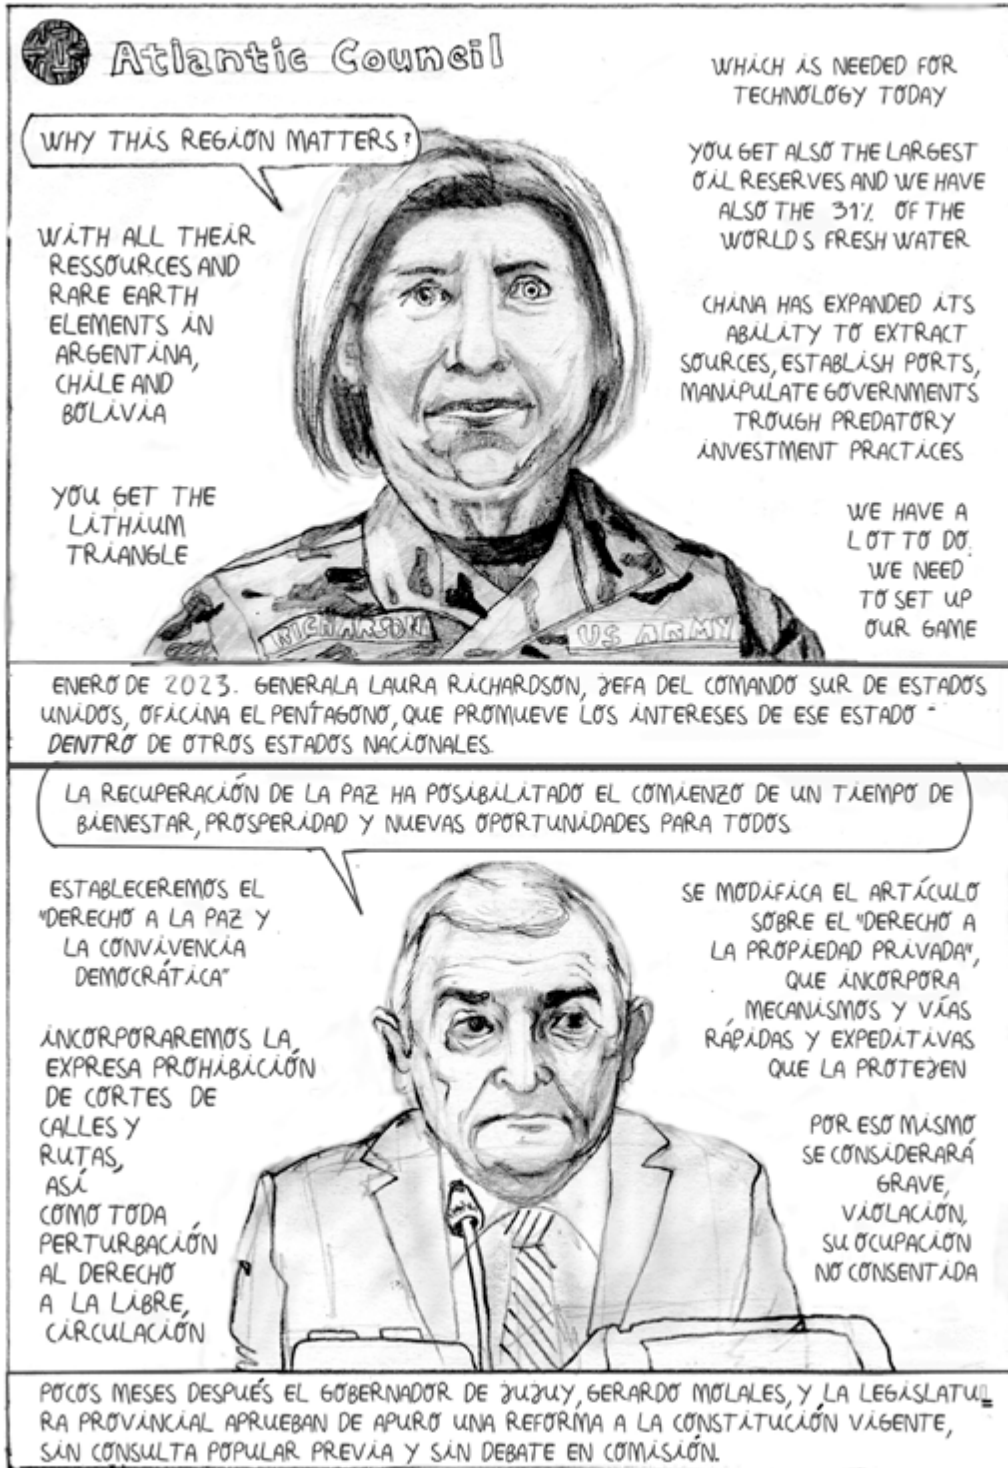 Atlantic Council
WHY THIS REGION MATTERS?
WITH ALL THEIR
RESSOURCES AND
RARE EARTH
ELEMENTS IN
ARGENTINA,
CHILE AND
BOLIVIA
YOU GET THE
LITHIUM
TRIANGLE
WHICH IS NEEDED FOR
TECHNOLOGY TODAY
YOU GET ALSO THE LARGEST
OIL RESERVES AND WE HAVE
ALSO THE 31% OF THE
WORLD S FRESH WATER
CHINA HAS EXPANDED ITS
ABILITY TO EXTRACT
SOURCES, ESTABLISH PORTS,
MANIPULATE GOVERNMENTS
TROUGH PREDATORY
INVESTMENT PRACTICES
WE HAVE A
LOT TO DO.
WE NEED
TO SET UP
OUR GAME
RICHARSON
US ARMY
ENERO DE 2023. GENERALA LAURA RICHARDSON, JEFA DEL COMANDO SUR DE ESTADOS
UNIDOS, OFICINA EL PENTAGONO, QUE PROMUEVE LOS INTERESES DE ESE ESTADO -
DENTRO DE OTROS ESTADOS NACIONALES.
LA RECUPERACIÓN DE LA PAZ HA POSIBILITADO EL COMIENZO DE UN TIEMPO DE
BIENESTAR, PROSPERIDAD Y NUEVAS OPORTUNIDADES PARA TODOS
ESTABLECEREMOS EL
"DERECHO A LA PAZ Y
LA CONVIVENCIA
DEMOCRÁTICA"
INCORPORAREMOS LA
EXPRESA PROHIBICIÓN
DE CORTES DE
CALLES Y
RUTAS,
ASÍ
COMO TODA
PERTURBACIÓN
AL DERECHO
A LA LIBRE,
CIRCULACIÓN
SE MODIFICA EL ARTÍCULO
SOBRE EL "DERECHO A
LA PROPIEDAD PRIVADA",
QUE INCORPORA
MECANISMOS Y VÍAS
RÁPIDAS Y EXPEDITIVAS
QUE LA PROTEJEN
POR ESO MISMO
SE CONSIDERARÁ
GRAVE,
VIOLACIÓN,
SU OCUPACIÓN
NO CONSENTIDA
POCOS MESES DESPUÉS EL GOBERNADOR DE JUJUY, GERARDO MOLALES, Y LA LEGISLATU-
RA PROVINCIAL APRUEBAN DE APURO UNA REFORMA A LA CONSTITUCIÓN VIGENTE,
SIN CONSULTA POPULAR PREVIA Y SIN DEBATE EN COMISIÓN.